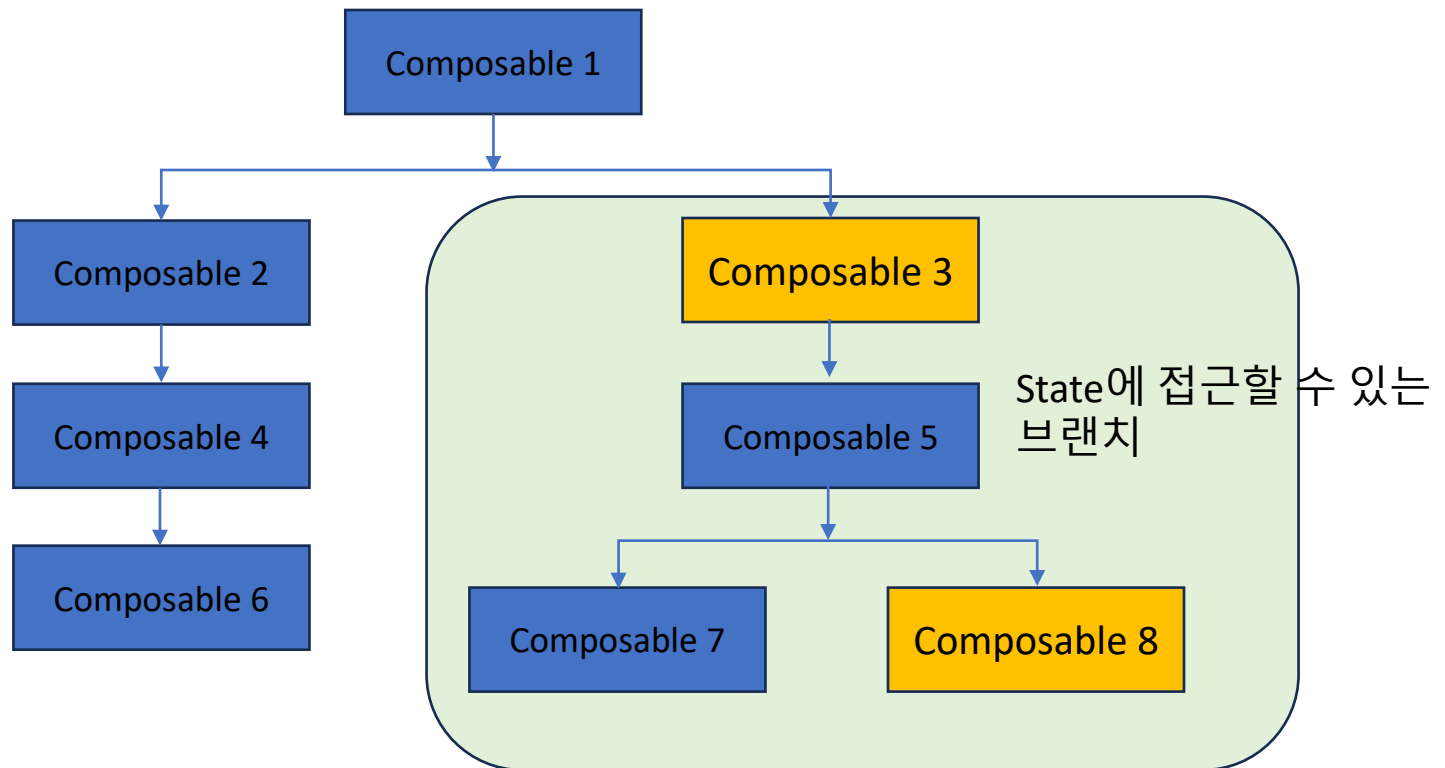 Composable 1
Composable 2
Composable 3
Composable 4
Composable 5
State에 접근할 수 있는
브랜치
Composable 6
Composable 7
Composable 8